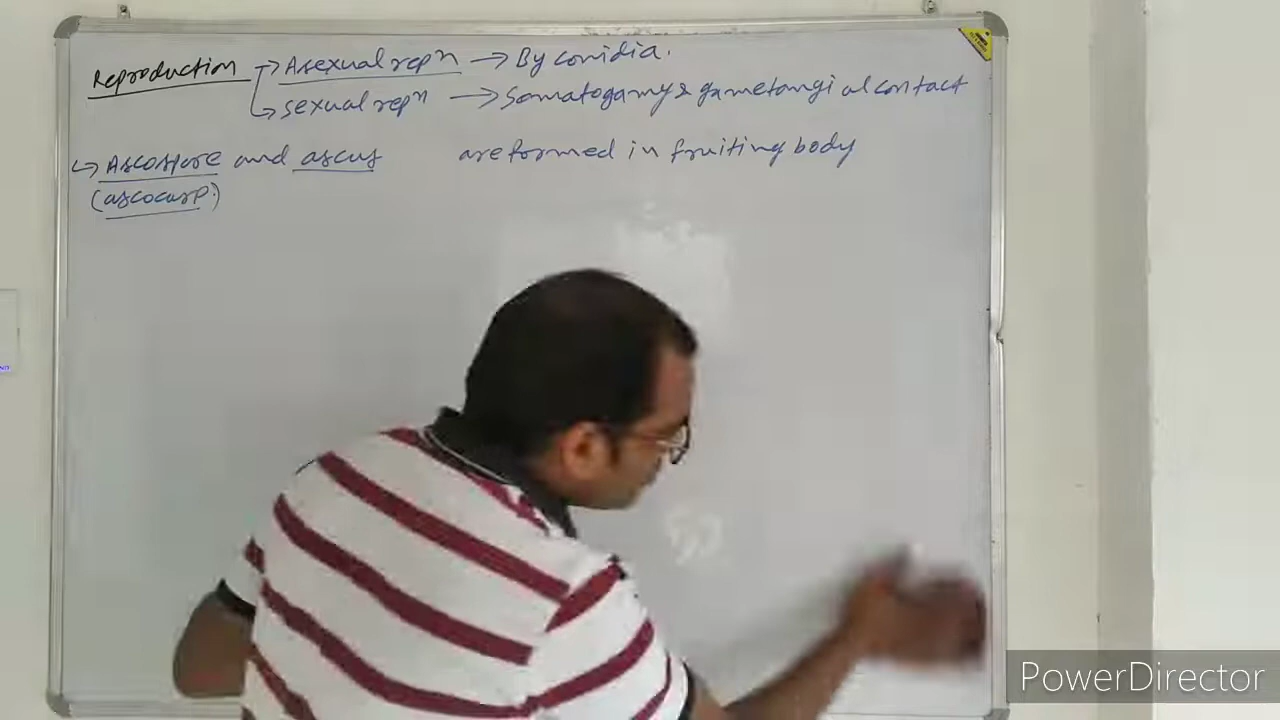 Reproduction → Asexual repn → By conidia.
↳ sexual repn → Somatogamy & gametangial contact
↳ Ascospore and ascus are formed in fruiting body
(ascocarp.)
PowerDirector